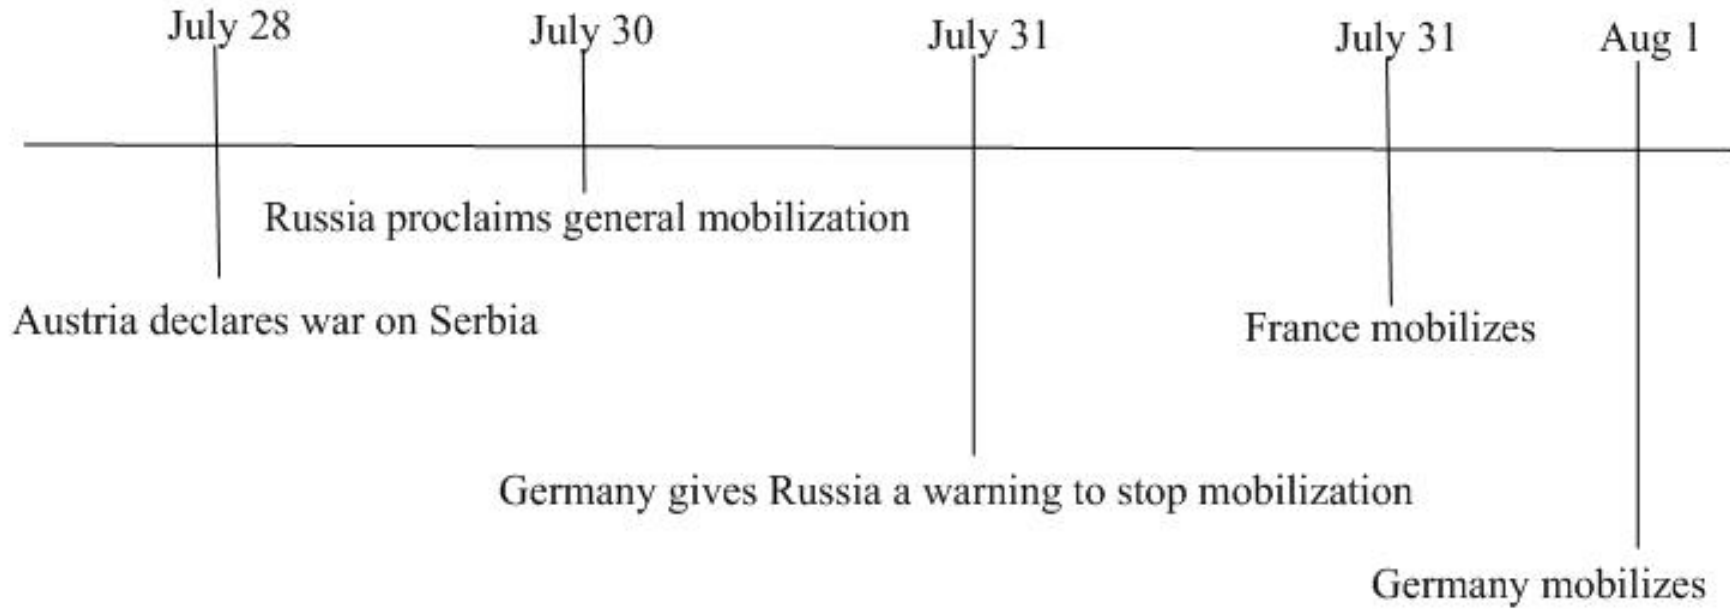 July 28
July 30
July 31
July 31
Aug 1
Russia proclaims general mobilization
Austria declares war on Serbia
France mobilizes
Germany gives Russia a warning to stop mobilization
Germany mobilizes